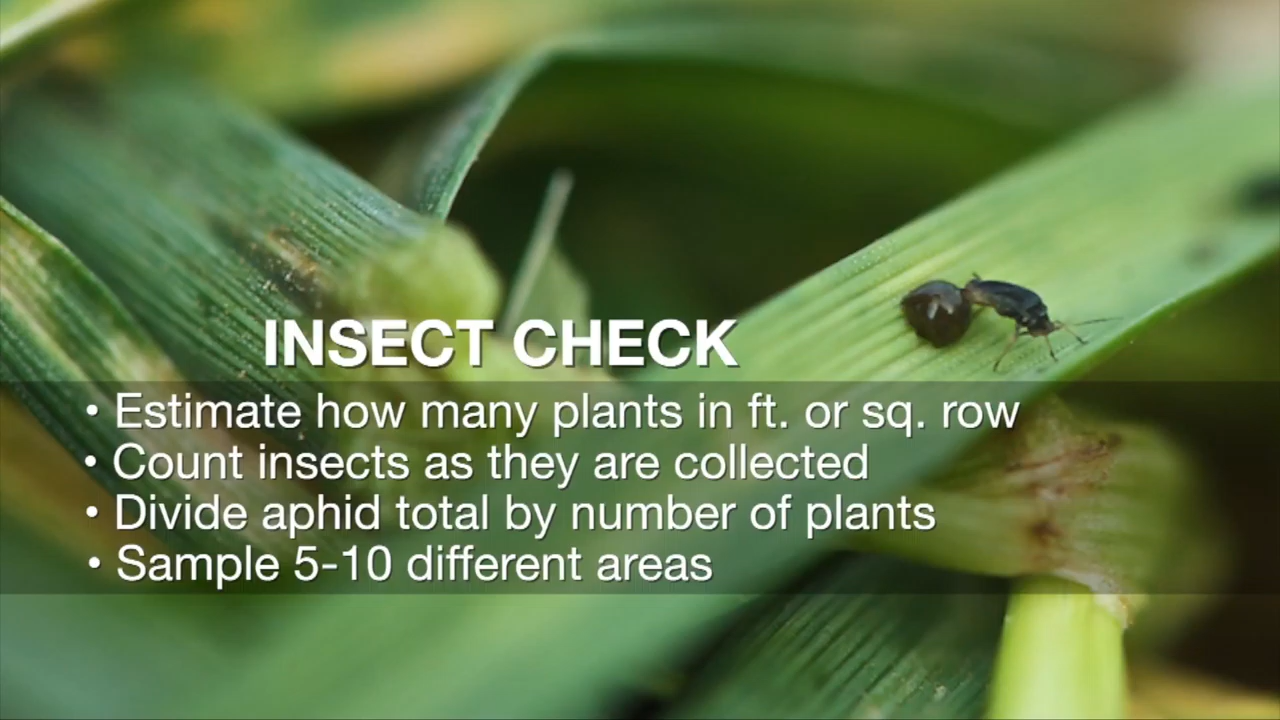 INSECT CHECK
• Estimate how many plants in ft. or sq. row
• Count insects as they are collected
• Divide aphid total by number of plants
• Sample 5-10 different areas